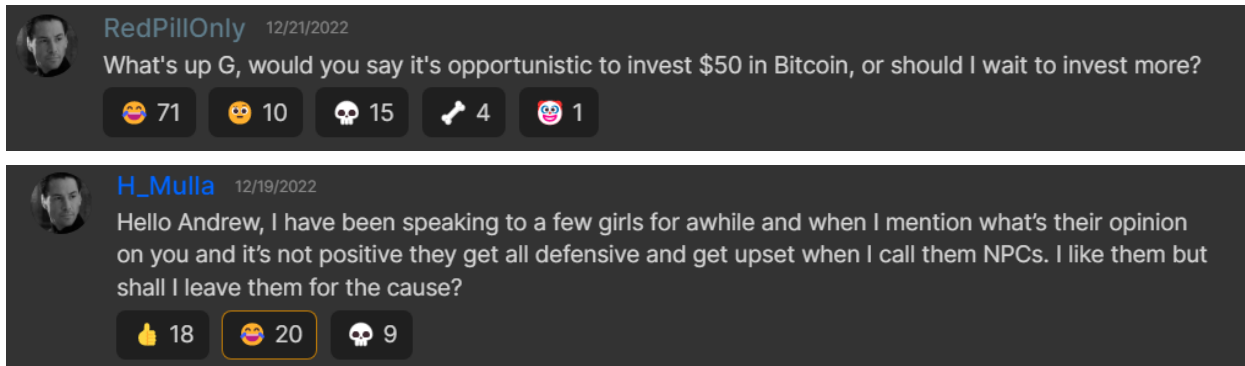 RedPillOnly 12/21/2022
What's up G, would you say it's opportunistic to invest $50 in Bitcoin, or should I wait to invest more?
😂 71 🤨 10 💀 15 🦴 4 🤡 1
H_Mulla 12/19/2022
Hello Andrew, I have been speaking to a few girls for awhile and when I mention what’s their opinion
on you and it’s not positive they get all defensive and get upset when I call them NPCs. I like them but
shall I leave them for the cause?
👍 18 😂 20 💀 9